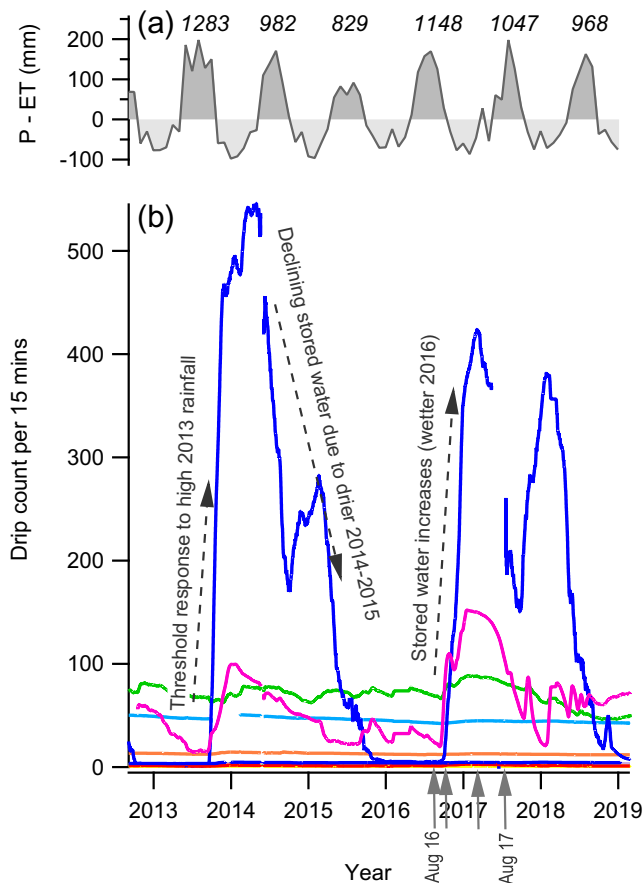 (a)
1283 982 829 1148 1047 968
P - ET (mm)
200
100
0
-100
(b)
Drip count per 15 mins
500
400
300
200
100
0
Threshold response to high 2013 rainfall
Declining stored water due to drier 2014-2015
Stored water increases (wetter 2016)
2013 2014 2015 2016 2017 2018 2019
Aug 16
Aug 17
Year